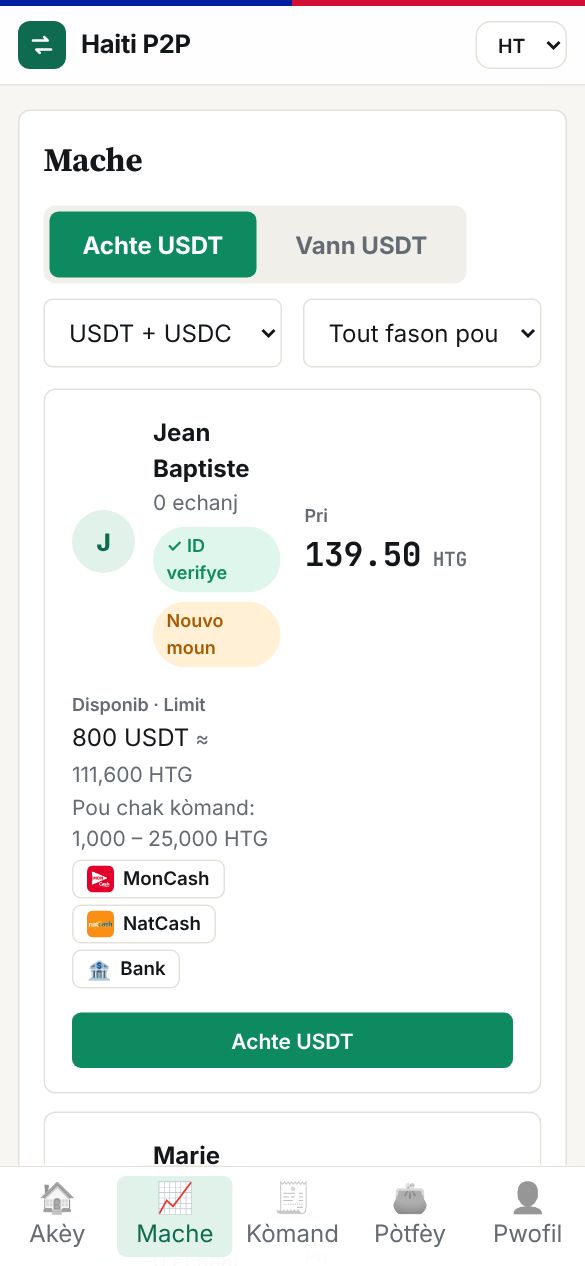 Haiti P2P
HT
Mache
Achte USDT
Vann USDT
USDT + USDC
Tout fason pou
Jean
Baptiste
0 echanj
J
✓ ID
verifye
Nouvo
moun
Pri
139.50 HTG
Disponib · Limit
800 USDT ≈
111,600 HTG
Pou chak kòmand:
1,000 – 25,000 HTG
MonCash
natcash NatCash
Bank
Achte USDT
Marie
Akèy
Mache
Kòmand
Pòtfèy
Pwofil